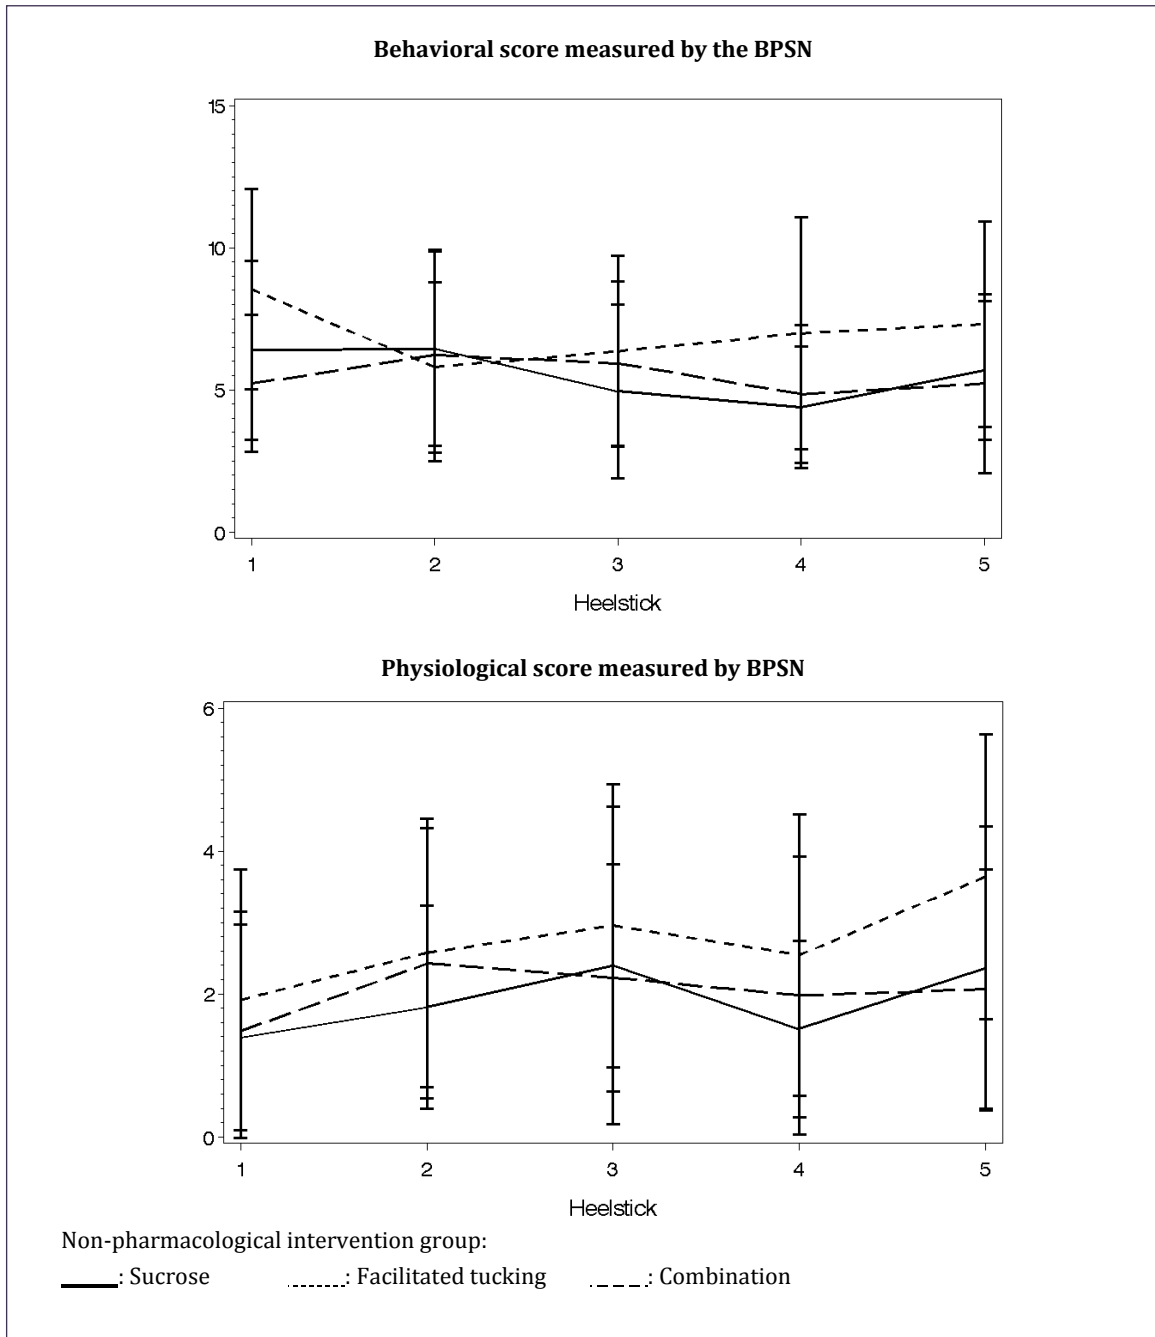 Behavioral score measured by the BPSN
15
10
5
0
1 2 3 4 5
Heelstick
Physiological score measured by BPSN
6
4
2
0
1 2 3 4 5
Heelstick
Non-pharmacological intervention group:
: Sucrose : Facilitated tucking : Combination